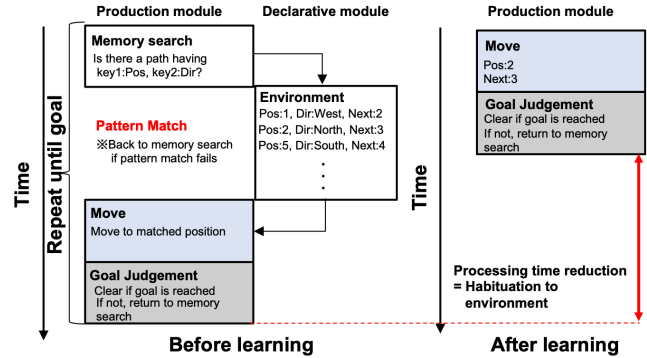 Production module
Declarative module
Memory search
Is there a path having
key1:Pos, key2:Dir?
Environment
Pos:1, Dir:West, Next:2
Pos:2, Dir:North, Next:3
Pos:5, Dir:South, Next:4
Pattern Match
※Back to memory search
if pattern match fails
Move
Move to matched position
Goal Judgement
Clear if goal is reached
If not, return to memory
search
Time
Repeat until goal
Before learning
Production module
Move
Pos:2
Next:3
Goal Judgement
Clear if goal is reached
If not, return to memory
search
Time
Processing time reduction
= Habituation to
environment
After learning